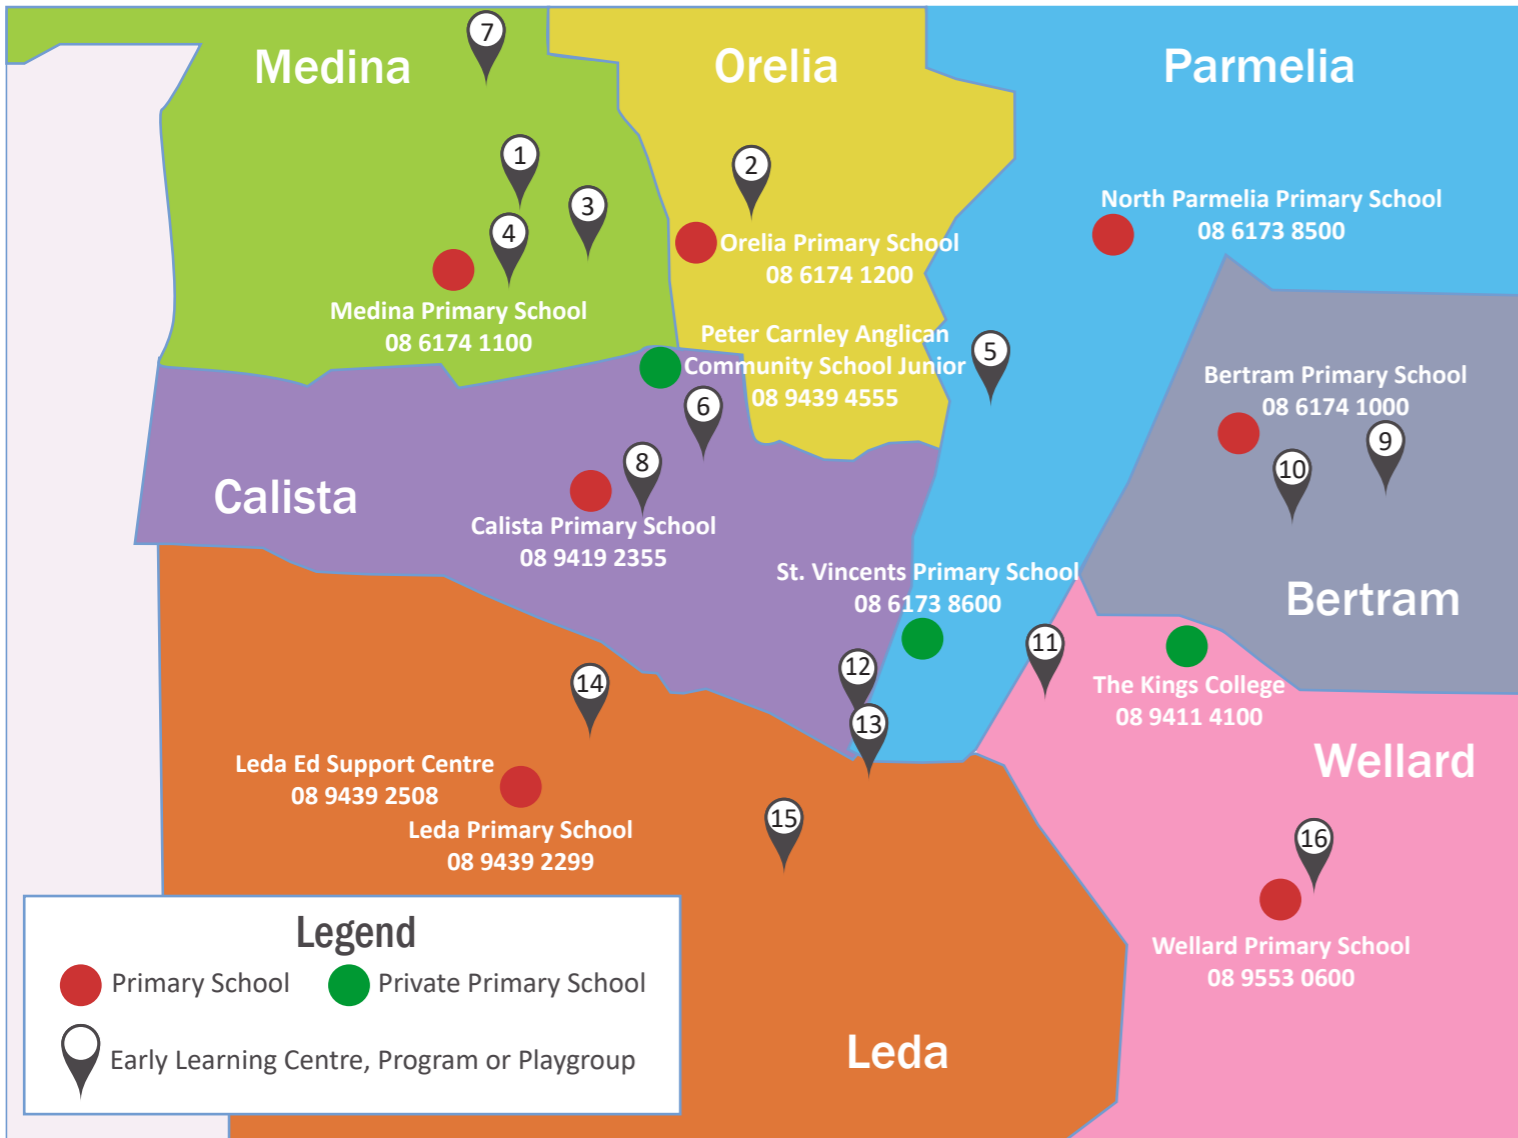 Medina
Orelia
Parmelia
7
1
2
3
4
North Parmelia Primary School
08 6173 8500
Orelia Primary School
08 6174 1200
Medina Primary School
08 6174 1100
Peter Carnley Anglican
Community School Junior
08 9439 4555
5
Bertram Primary School
08 6174 1000
6
9
8
10
Calista
Calista Primary School
08 9419 2355
St. Vincents Primary School
08 6173 8600
Bertram
11
12
The Kings College
08 9411 4100
14
13
Wellard
Leda Ed Support Centre
08 9439 2508
Leda Primary School
08 9439 2299
15
16
Wellard Primary School
08 9553 0600
Leda
Legend
Primary School
Private Primary School
Early Learning Centre, Program or Playgroup